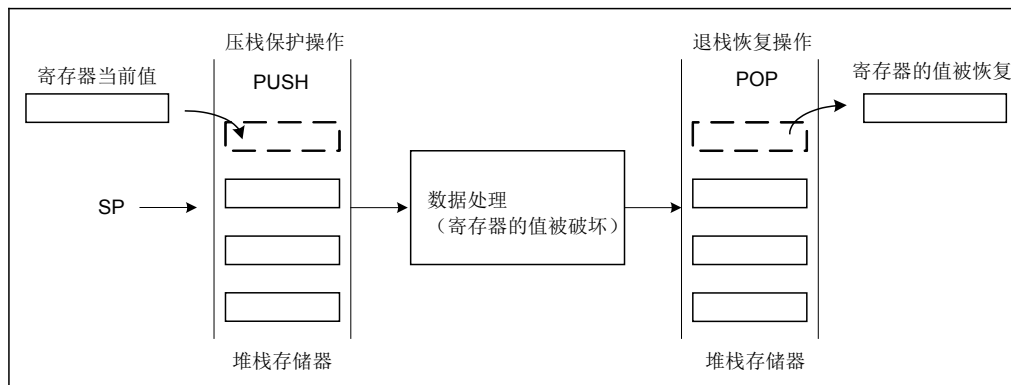 压栈保护操作
退栈恢复操作
寄存器当前值
PUSH
POP
寄存器的值被恢复
SP
数据处理
（寄存器的值被破坏）
堆栈存储器
堆栈存储器